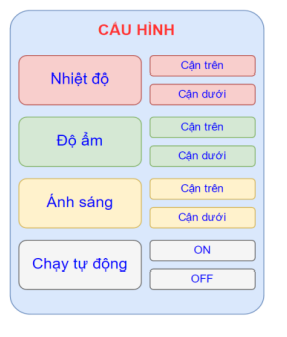 CẤU HÌNH
Nhiệt độ
Cận trên
Cận dưới
Độ ẩm
Cận trên
Cận dưới
Ánh sáng
Cận trên
Cận dưới
Chạy tự động
ON
OFF